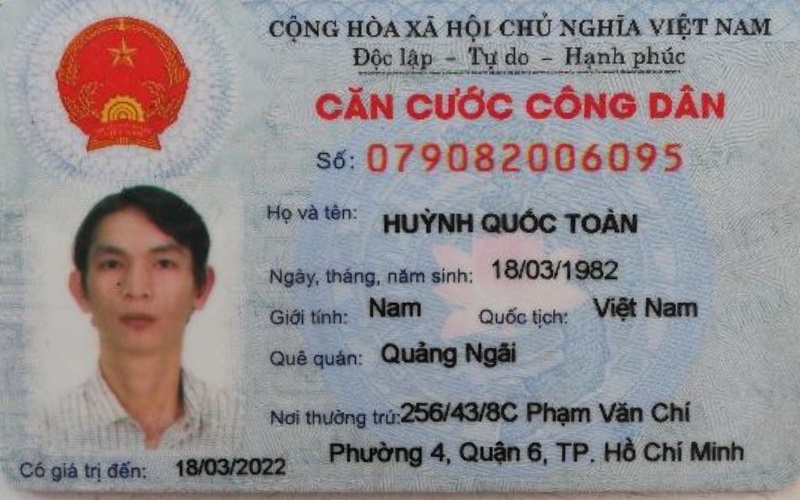 CỘNG HÒA XÃ HỘI CHỦ NGHĨA VIỆT NAM
Độc lập - Tự do - Hạnh phúc
CĂN CƯỚC CÔNG DÂN
Số: 079082006095
Họ và tên: HUỲNH QUỐC TOÀN
Ngày, tháng, năm sinh: 18/03/1982
Giới tính: Nam Quốc tịch: Việt Nam
Quê quán: Quảng Ngãi
Nơi thường trú: 256/43/8C Phạm Văn Chí
Phường 4, Quận 6, TP. Hồ Chí Minh
Có giá trị đến: 18/03/2022